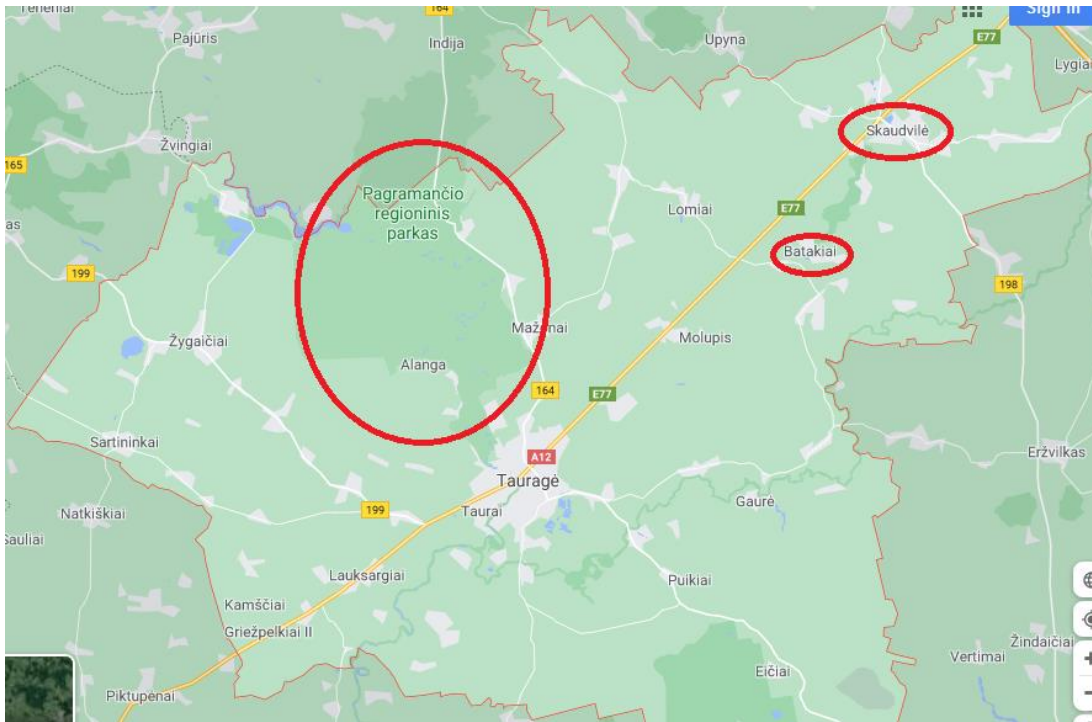 Teneniai
164
Sign in
Pajūris
Indija
Upyna
E77
Lygiai
Skaudvilė
Žvingiai
165
Pagramančio
regioninis
parkas
Lomiai
E77
as
Batakiai
199
198
Mažonai
Molupis
Žygaičiai
Alanga
164
E77
Sartininkai
A12
Eržvilkas
Tauragė
Gaurė
199
Natkiškiai
Taurai
Sauliai
Lauksargiai
Puikiai
Kamščiai
Griežpelkiai II
Žindaičiai
Vertimai
Eičiai
Piktupėnai
+
−